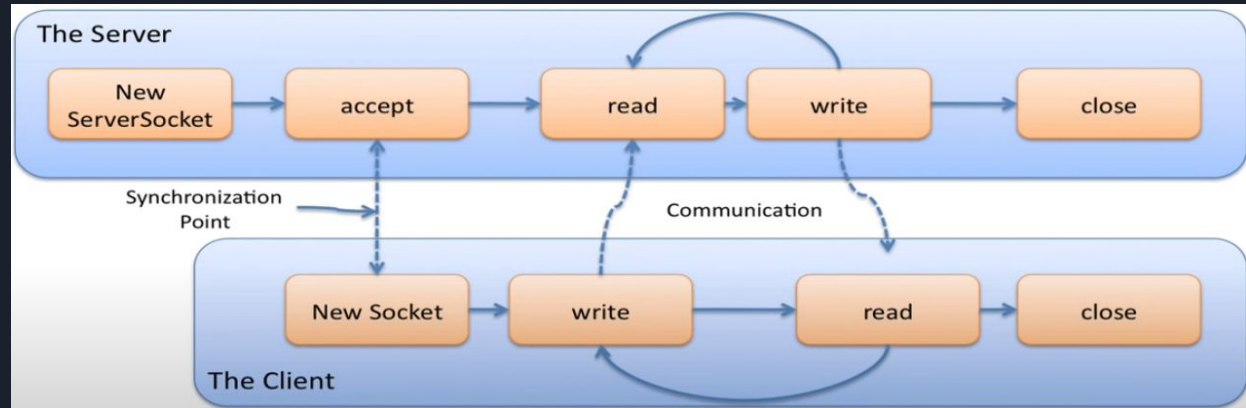 The Server
New
ServerSocket
accept
read
write
close
Synchronization
Point
Communication
New Socket
write
read
close
The Client